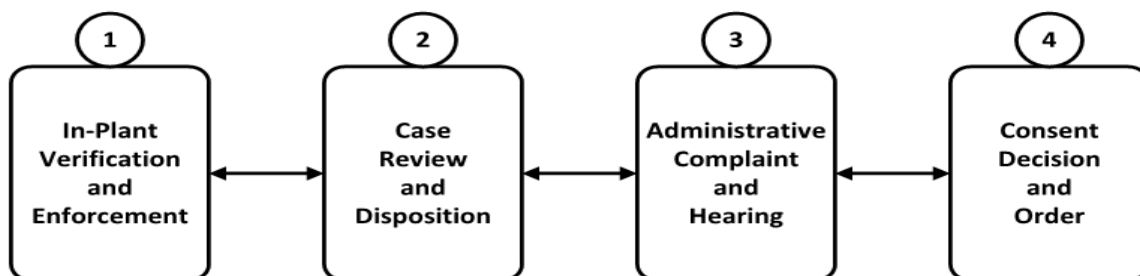 1
In-Plant
Verification
and
Enforcement
2
Case
Review
and
Disposition
3
Administrative
Complaint
and
Hearing
4
Consent
Decision
and
Order